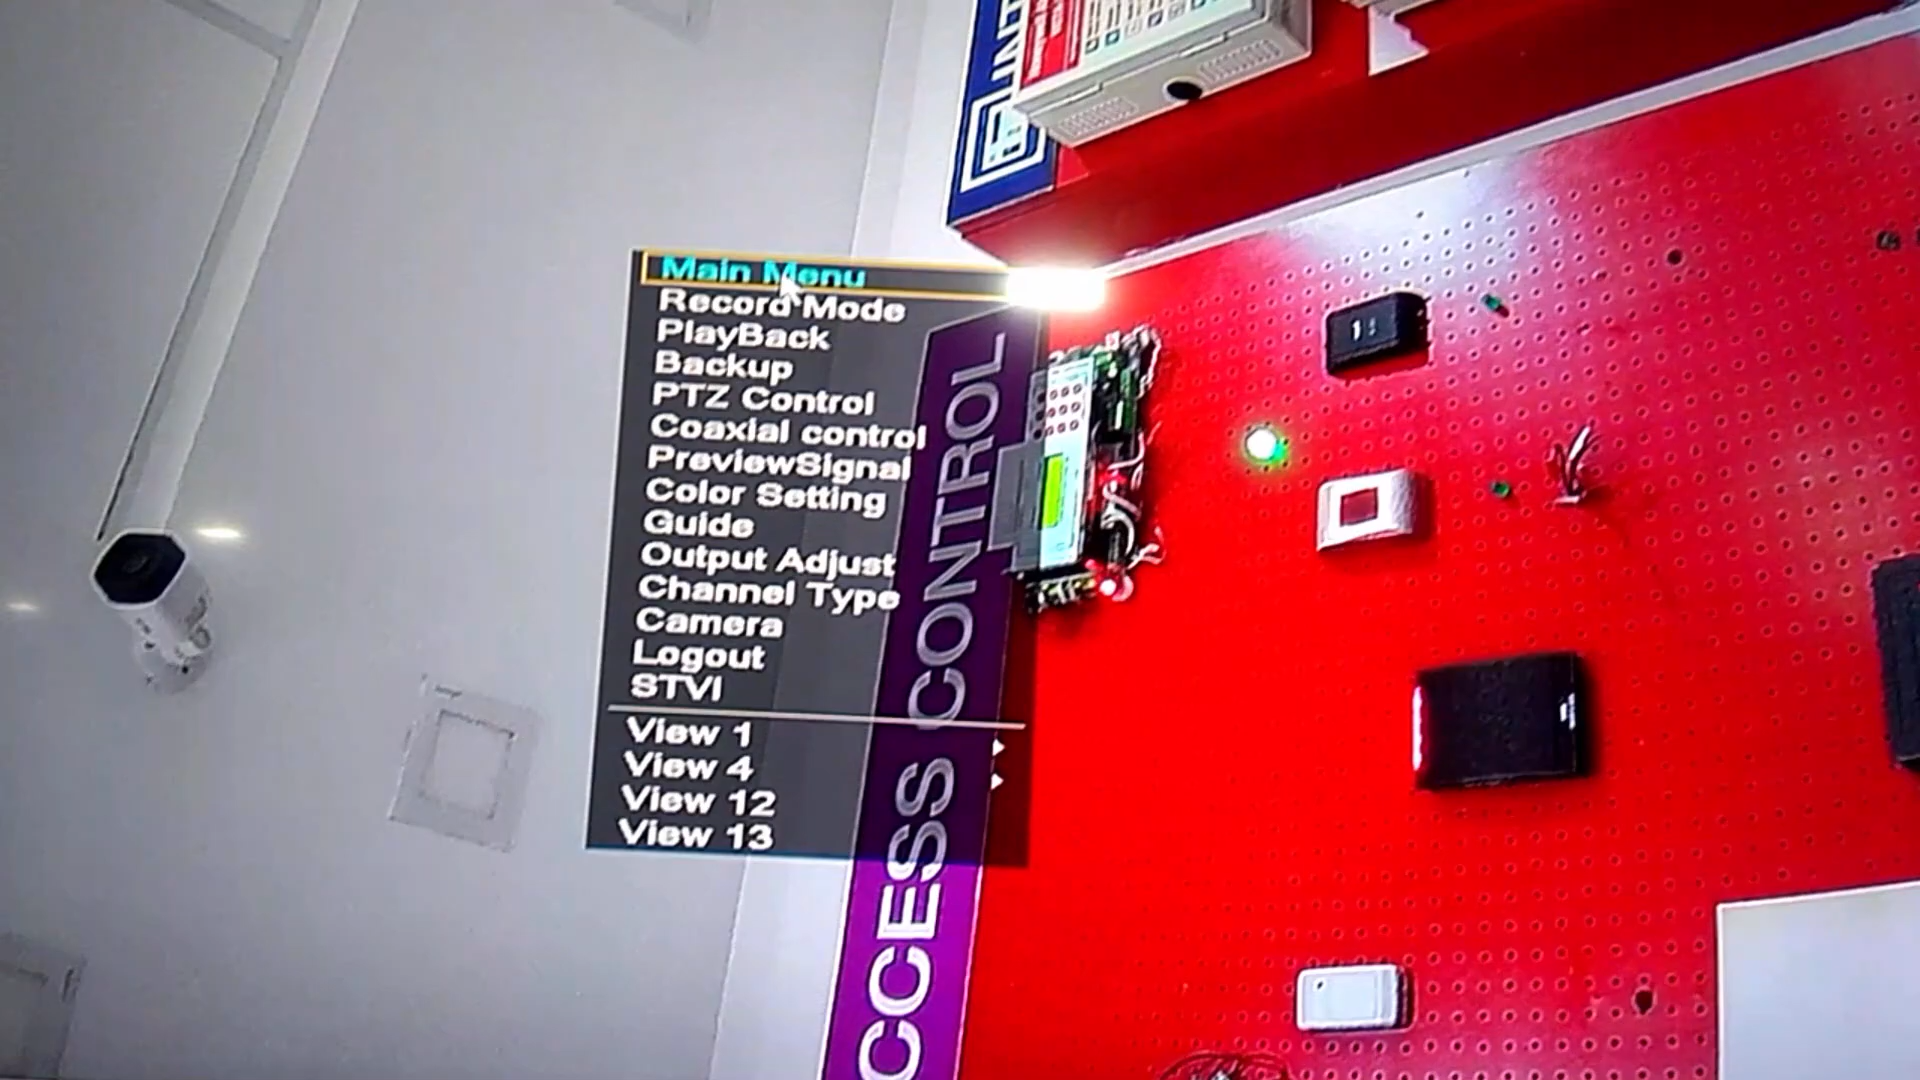 Main Menu
Record Mode
PlayBack
Backup
PTZ Control
Coaxial control
PreviewSignal
Color Setting
Guide
Output Adjust
Channel Type
Camera
Logout
STVI
View 1
View 4
View 12
View 13
CCESS CONTROL